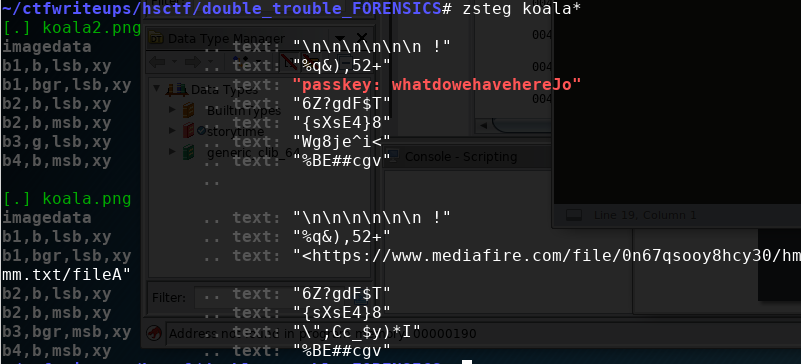 ~/ctfwriteups/hsctf/double_trouble_FORENSICS# zsteg koala*
[.] koala2.png
imagedata .. text: "\n\n\n\n\n\n !"
b1,b,lsb,xy .. text: "%q&),52+"
b1,bgr,lsb,xy .. text: "passkey: whatdowehavehereJo"
b2,b,lsb,xy .. text: "6Z?gdF$T"
b2,b,msb,xy .. text: "{sXsE4}8"
b3,g,lsb,xy .. text: "Wg8je^i<"
b4,b,msb,xy .. text: "%BE##cgv"
..
[.] koala.png
imagedata .. text: "\n\n\n\n\n\n !"
b1,b,lsb,xy .. text: "%q&),52+"
b1,bgr,lsb,xy .. text: "<https://www.mediafire.com/file/0n67qsooy8hcy30/hm
mm.txt/fileA"
b2,b,lsb,xy .. text: "6Z?gdF$T"
b2,b,msb,xy .. text: "{sXsE4}8"
b3,bgr,msb,xy .. text: "\";Cc_$y)*I"
b4,b,msb,xy .. text: "%BE##cgv"
Data Type Manager
Data Types
BuiltInTypes
storytime
generic_clib_64
Console - Scripting
004
004
Line 19, Column 1
Filter: